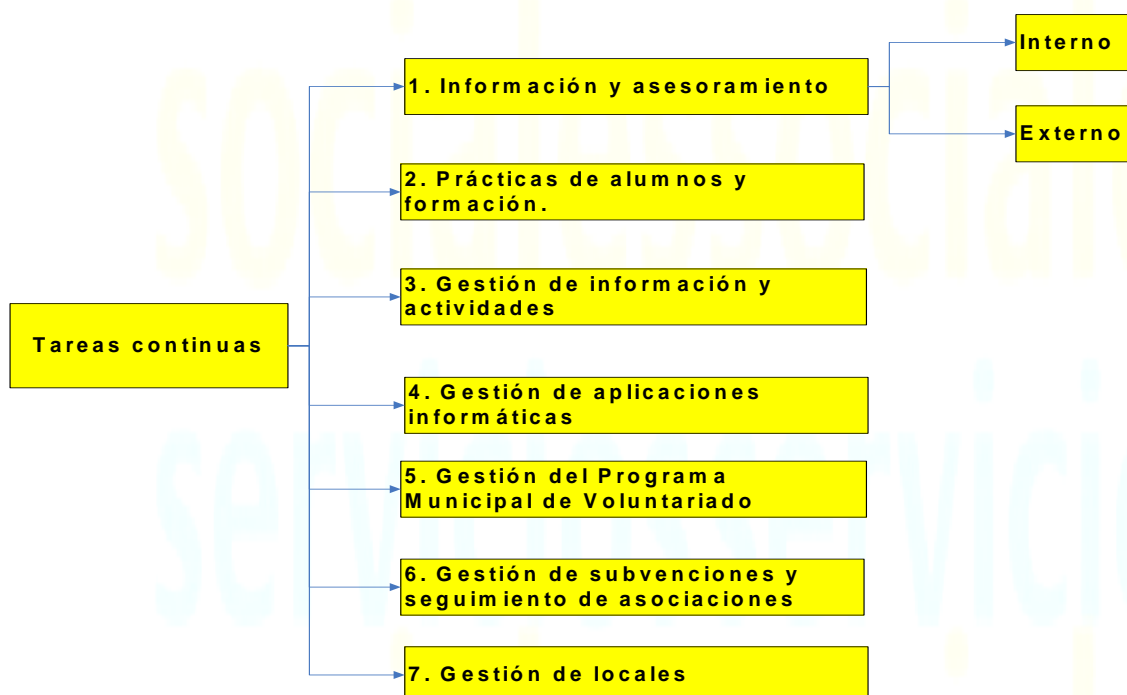 Interno
1. Información y asesoramiento
Externo
2. Prácticas de alumnos y
formación.
3. Gestión de información y
actividades
Tareas continuas
4. Gestión de aplicaciones
informáticas
5. Gestión del Programa
Municipal de Voluntariado
6. Gestión de subvenciones y
seguimiento de asociaciones
7. Gestión de locales
socialessociale
serviciosservicio